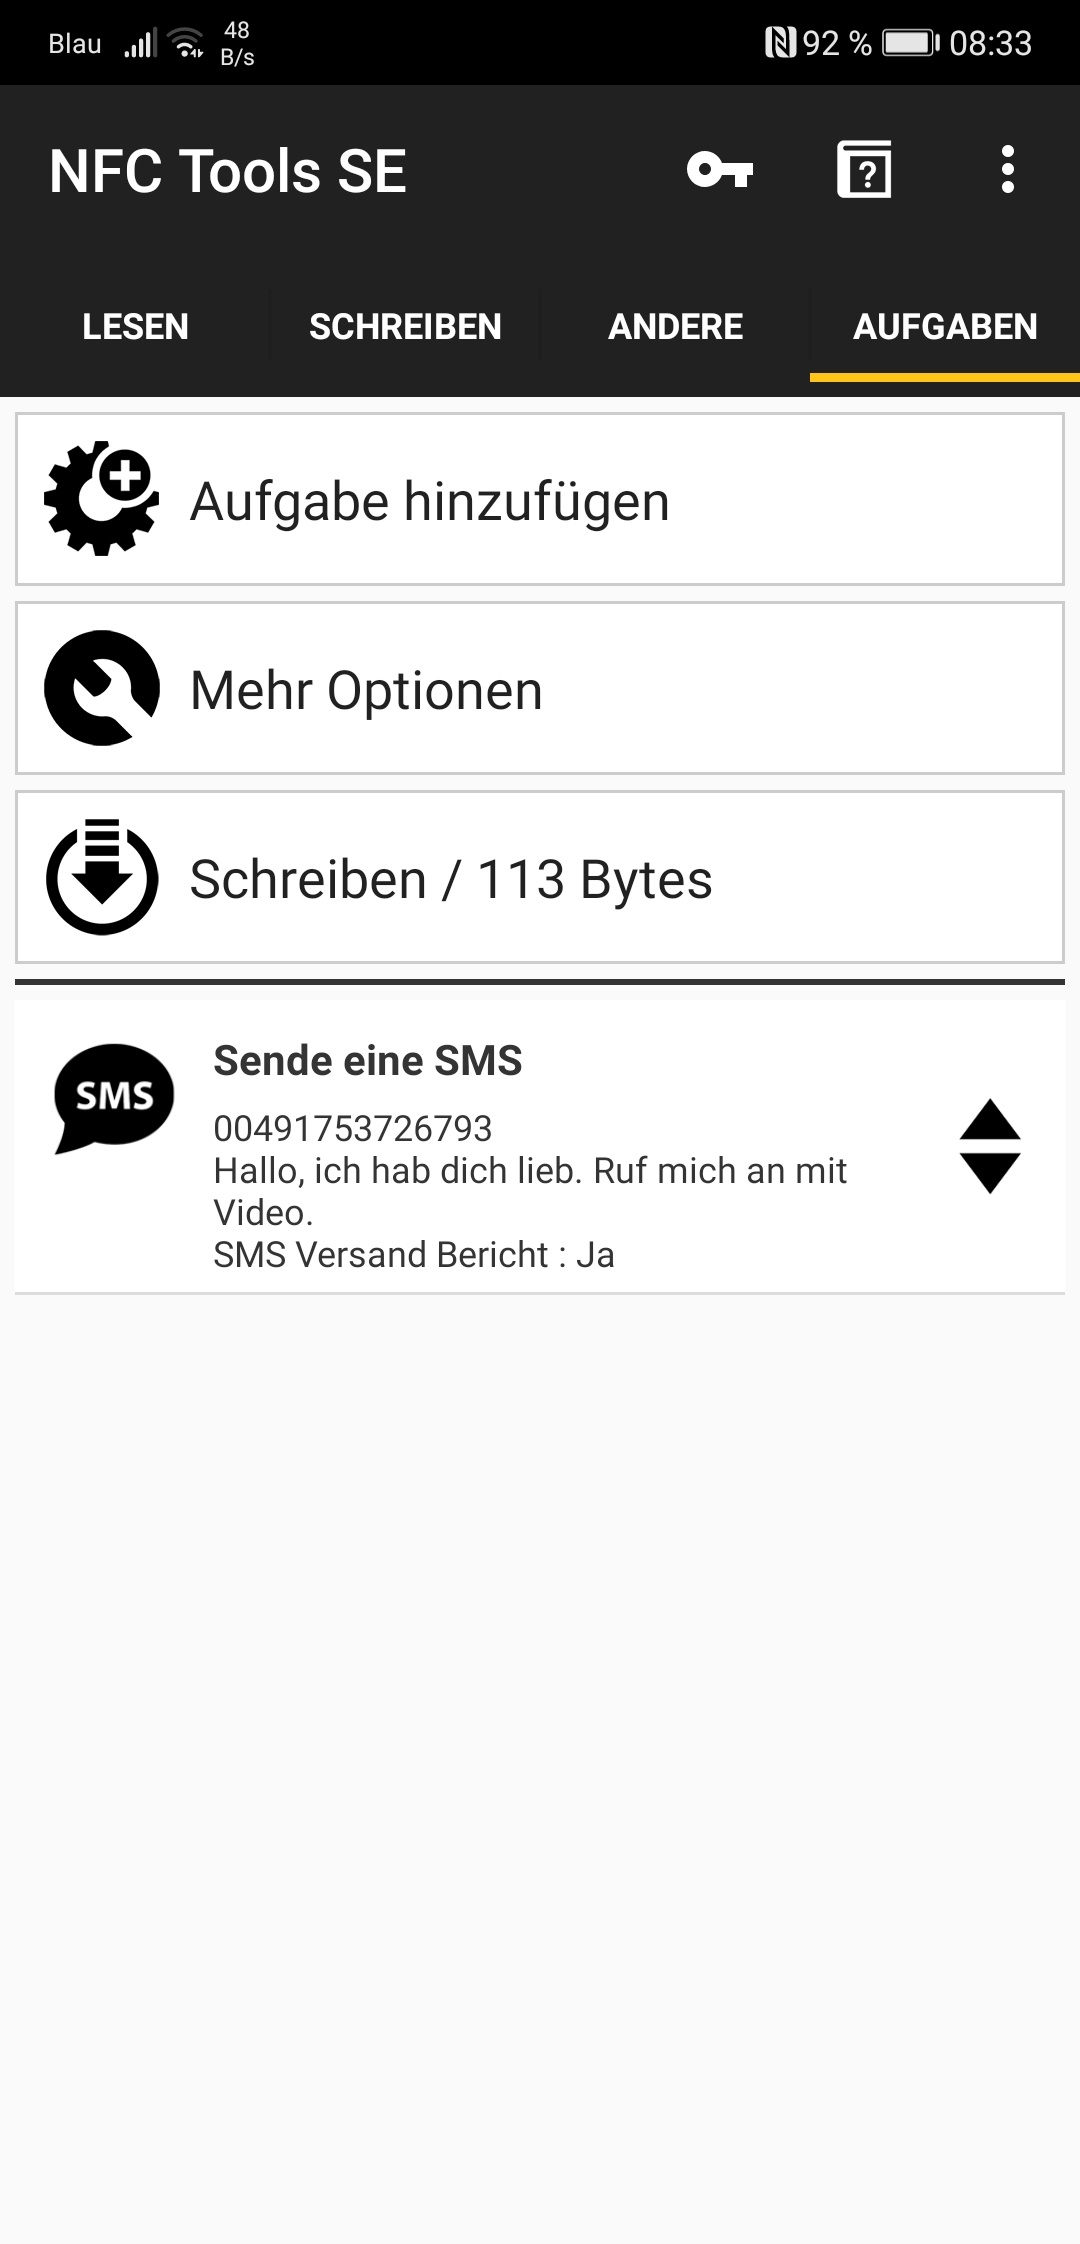 Blau 48 B/s 92 % 08:33
NFC Tools SE
LESEN SCHREIBEN ANDERE AUFGABEN
Aufgabe hinzufügen
Mehr Optionen
Schreiben / 113 Bytes
SMS
Sende eine SMS
00491753726793
Hallo, ich hab dich lieb. Ruf mich an mit
Video.
SMS Versand Bericht : Ja